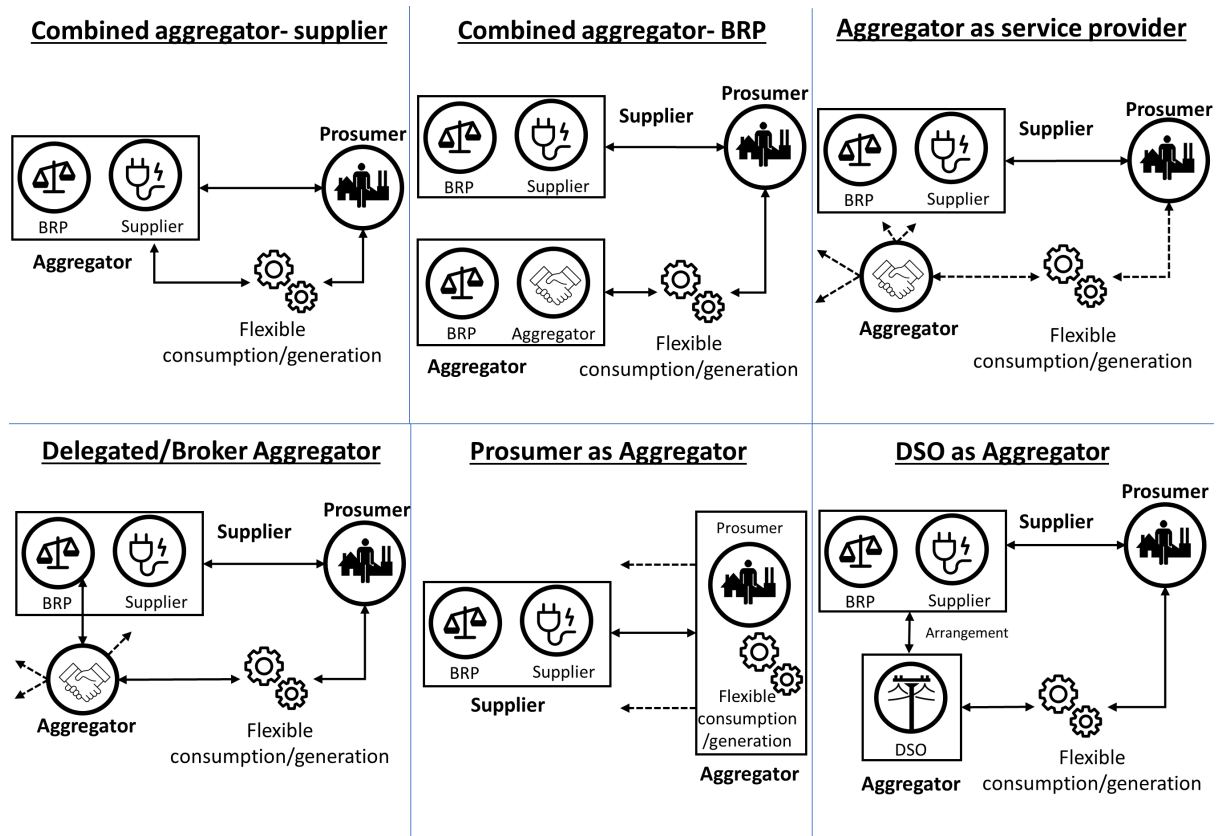 Combined aggregator- supplier
Prosumer
BRP
Supplier
Aggregator
Flexible
consumption/generation
Combined aggregator- BRP
Prosumer
Supplier
BRP
Supplier
BRP
Aggregator
Aggregator
Flexible
consumption/generation
Aggregator as service provider
Prosumer
Supplier
BRP
Supplier
Aggregator
Flexible
consumption/generation
Delegated/Broker Aggregator
Prosumer
Supplier
BRP
Supplier
Aggregator
Flexible
consumption/generation
Prosumer as Aggregator
Prosumer
BRP
Supplier
Supplier
Flexible
consumption
/generation
Aggregator
DSO as Aggregator
Prosumer
Supplier
BRP
Supplier
Arrangement
DSO
Aggregator
Flexible
consumption/generation